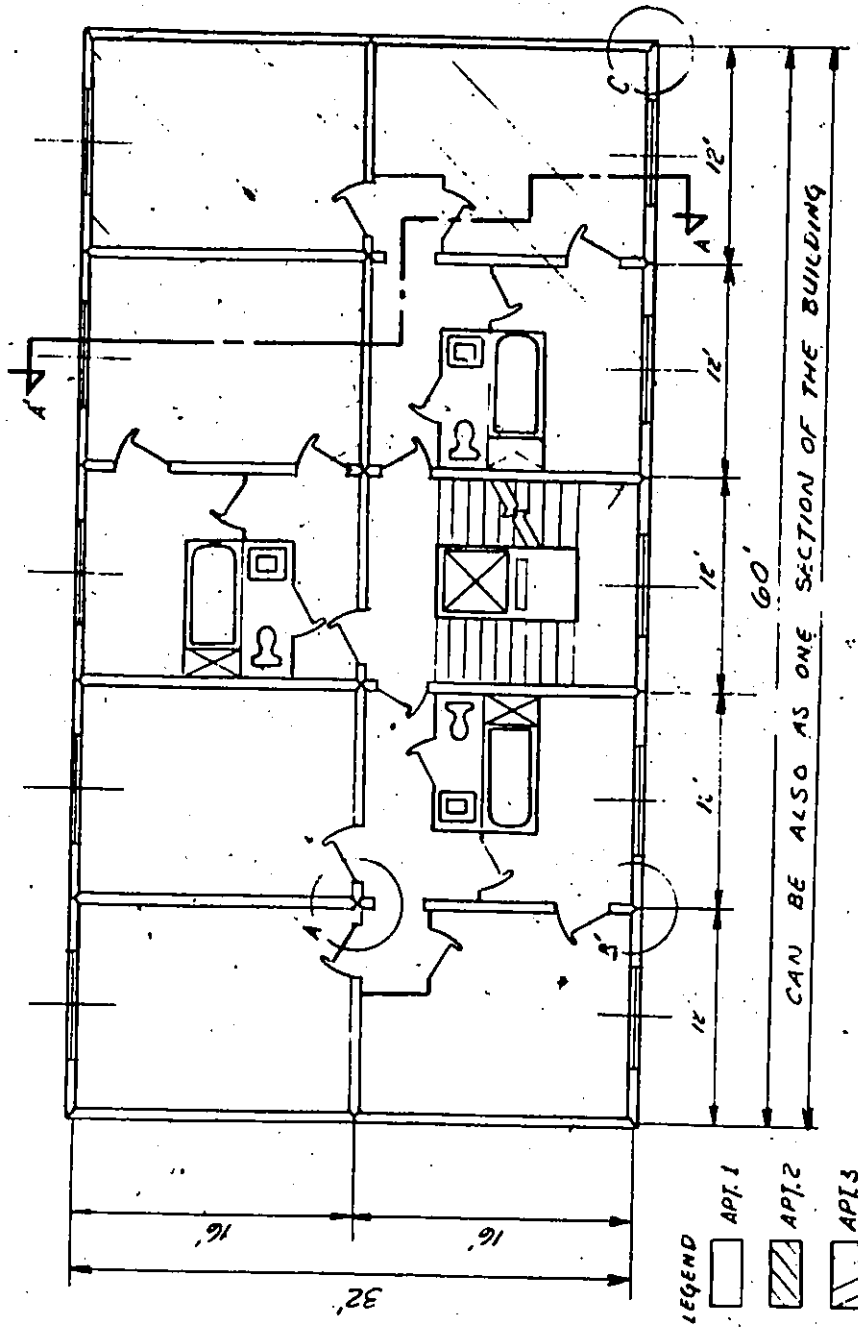 A
A
A
B'
C
16'
16'
32'
12
12'
12'
12'
12'
60'
CAN BE ALSO AS ONE SECTION OF THE BUILDING
LEGEND
APT. 1
APT. 2
APT. 3